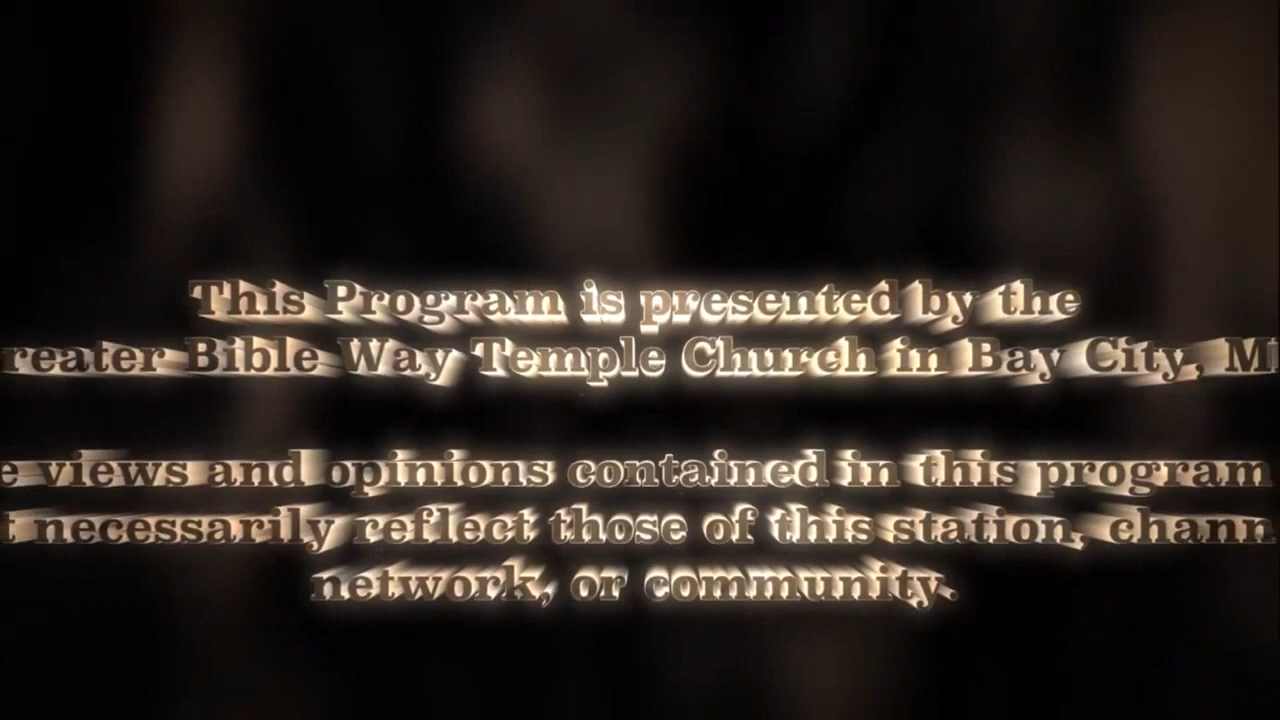 This Program is presented by the
reater Bible Way Temple Church in Bay City, M
e views and opinions contained in this program
t necessarily reflect those of this station, chann
network, or community.